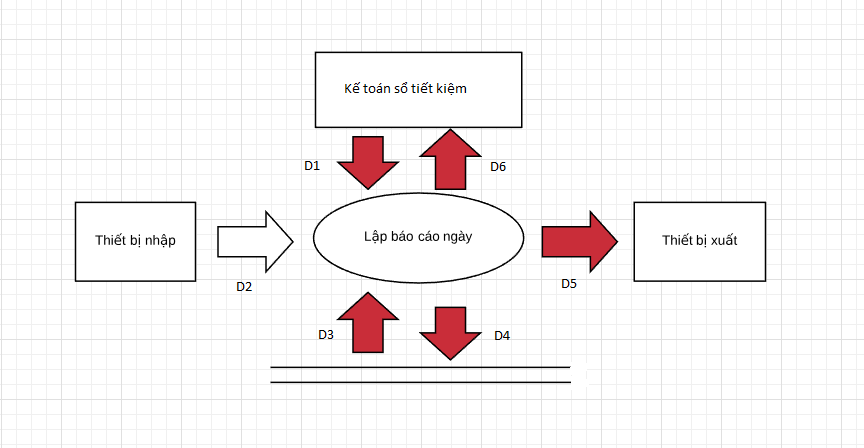 Kế toán sổ tiết kiệm
D1
D6
Thiết bị nhập
Lập báo cáo ngày
Thiết bị xuất
D2
D5
D3
D4